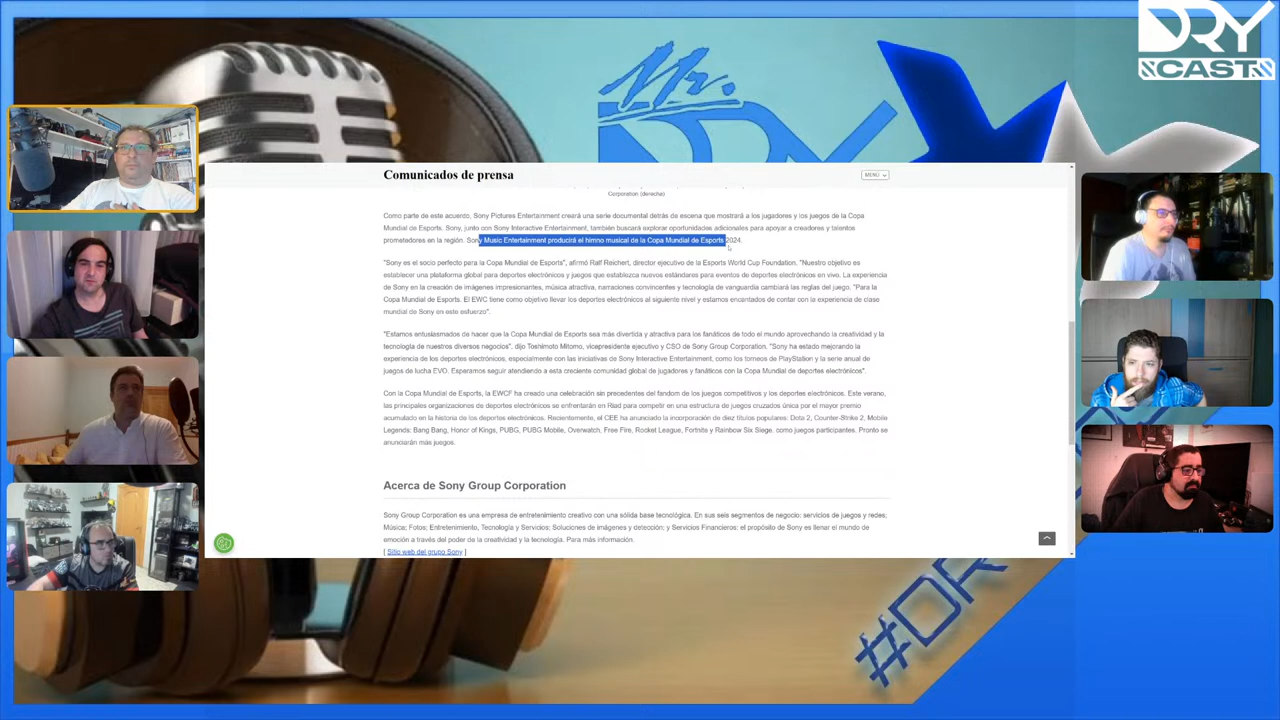 DRY
CAST
Mr.
DRY
Comunicados de prensa
MENU
Corporation (derecha)
Como parte de este acuerdo, Sony Pictures Entertainment creará una serie documental detrás de escena que mostrará a los jugadores y los juegos de la Copa
Mundial de Esports. Sony, junto con Sony Interactive Entertainment, también buscará explorar oportunidades adicionales para apoyar a creadores y talentos
prometedores en la región. Sony Music Entertainment producirá el himno musical de la Copa Mundial de Esports 2024.
"Sony es el socio perfecto para la Copa Mundial de Esports", afirmó Ralf Reichert, director ejecutivo de la Esports World Cup Foundation. "Nuestro objetivo es
establecer una plataforma global para deportes electrónicos y juegos que establezca nuevos estándares para eventos de deportes electrónicos en vivo. La experiencia
de Sony en la creación de imágenes impresionantes, música atractiva, narraciones convincentes y tecnología de vanguardia cambiará las reglas del juego. "Para la
Copa Mundial de Esports. El EWC tiene como objetivo llevar los deportes electrónicos al siguiente nivel y estamos encantados de contar con la experiencia de clase
mundial de Sony en este esfuerzo".
"Estamos entusiasmados de hacer que la Copa Mundial de Esports sea más divertida y atractiva para los fanáticos de todo el mundo aprovechando la creatividad y la
tecnología de nuestros diversos negocios", dijo Toshimoto Mitomo, vicepresidente ejecutivo y CSO de Sony Group Corporation. "Sony ha estado mejorando la
experiencia de los deportes electrónicos, especialmente con las iniciativas de Sony Interactive Entertainment, como los torneos de PlayStation y la serie anual de
juegos de lucha EVO. Esperamos seguir atendiendo a esta creciente comunidad global de jugadores y fanáticos con la Copa Mundial de deportes electrónicos".
Con la Copa Mundial de Esports, la EWCF ha creado una celebración sin precedentes del fandom de los juegos competitivos y los deportes electrónicos. Este verano,
las principales organizaciones de deportes electrónicos se enfrentarán en Riad para competir en una estructura de juegos cruzados única por el mayor premio
acumulado en la historia de los deportes electrónicos. Recientemente, el CEE ha anunciado la incorporación de diez títulos populares: Dota 2, Counter-Strike 2, Mobile
Legends: Bang Bang, Honor of Kings, PUBG, PUBG Mobile, Overwatch, Free Fire, Rocket League, Fortnite y Rainbow Six Siege. como juegos participantes. Pronto se
anunciarán más juegos.
Acerca de Sony Group Corporation
Sony Group Corporation es una empresa de entretenimiento creativo con una sólida base tecnológica. En sus seis segmentos de negocio: servicios de juegos y redes;
Música; Fotos; Entretenimiento, Tecnología y Servicios; Soluciones de imágenes y detección; y Servicios Financieros: el propósito de Sony es llenar el mundo de
emoción a través del poder de la creatividad y la tecnología. Para más información.
[ Sitio web del grupo Sony ]
#DR